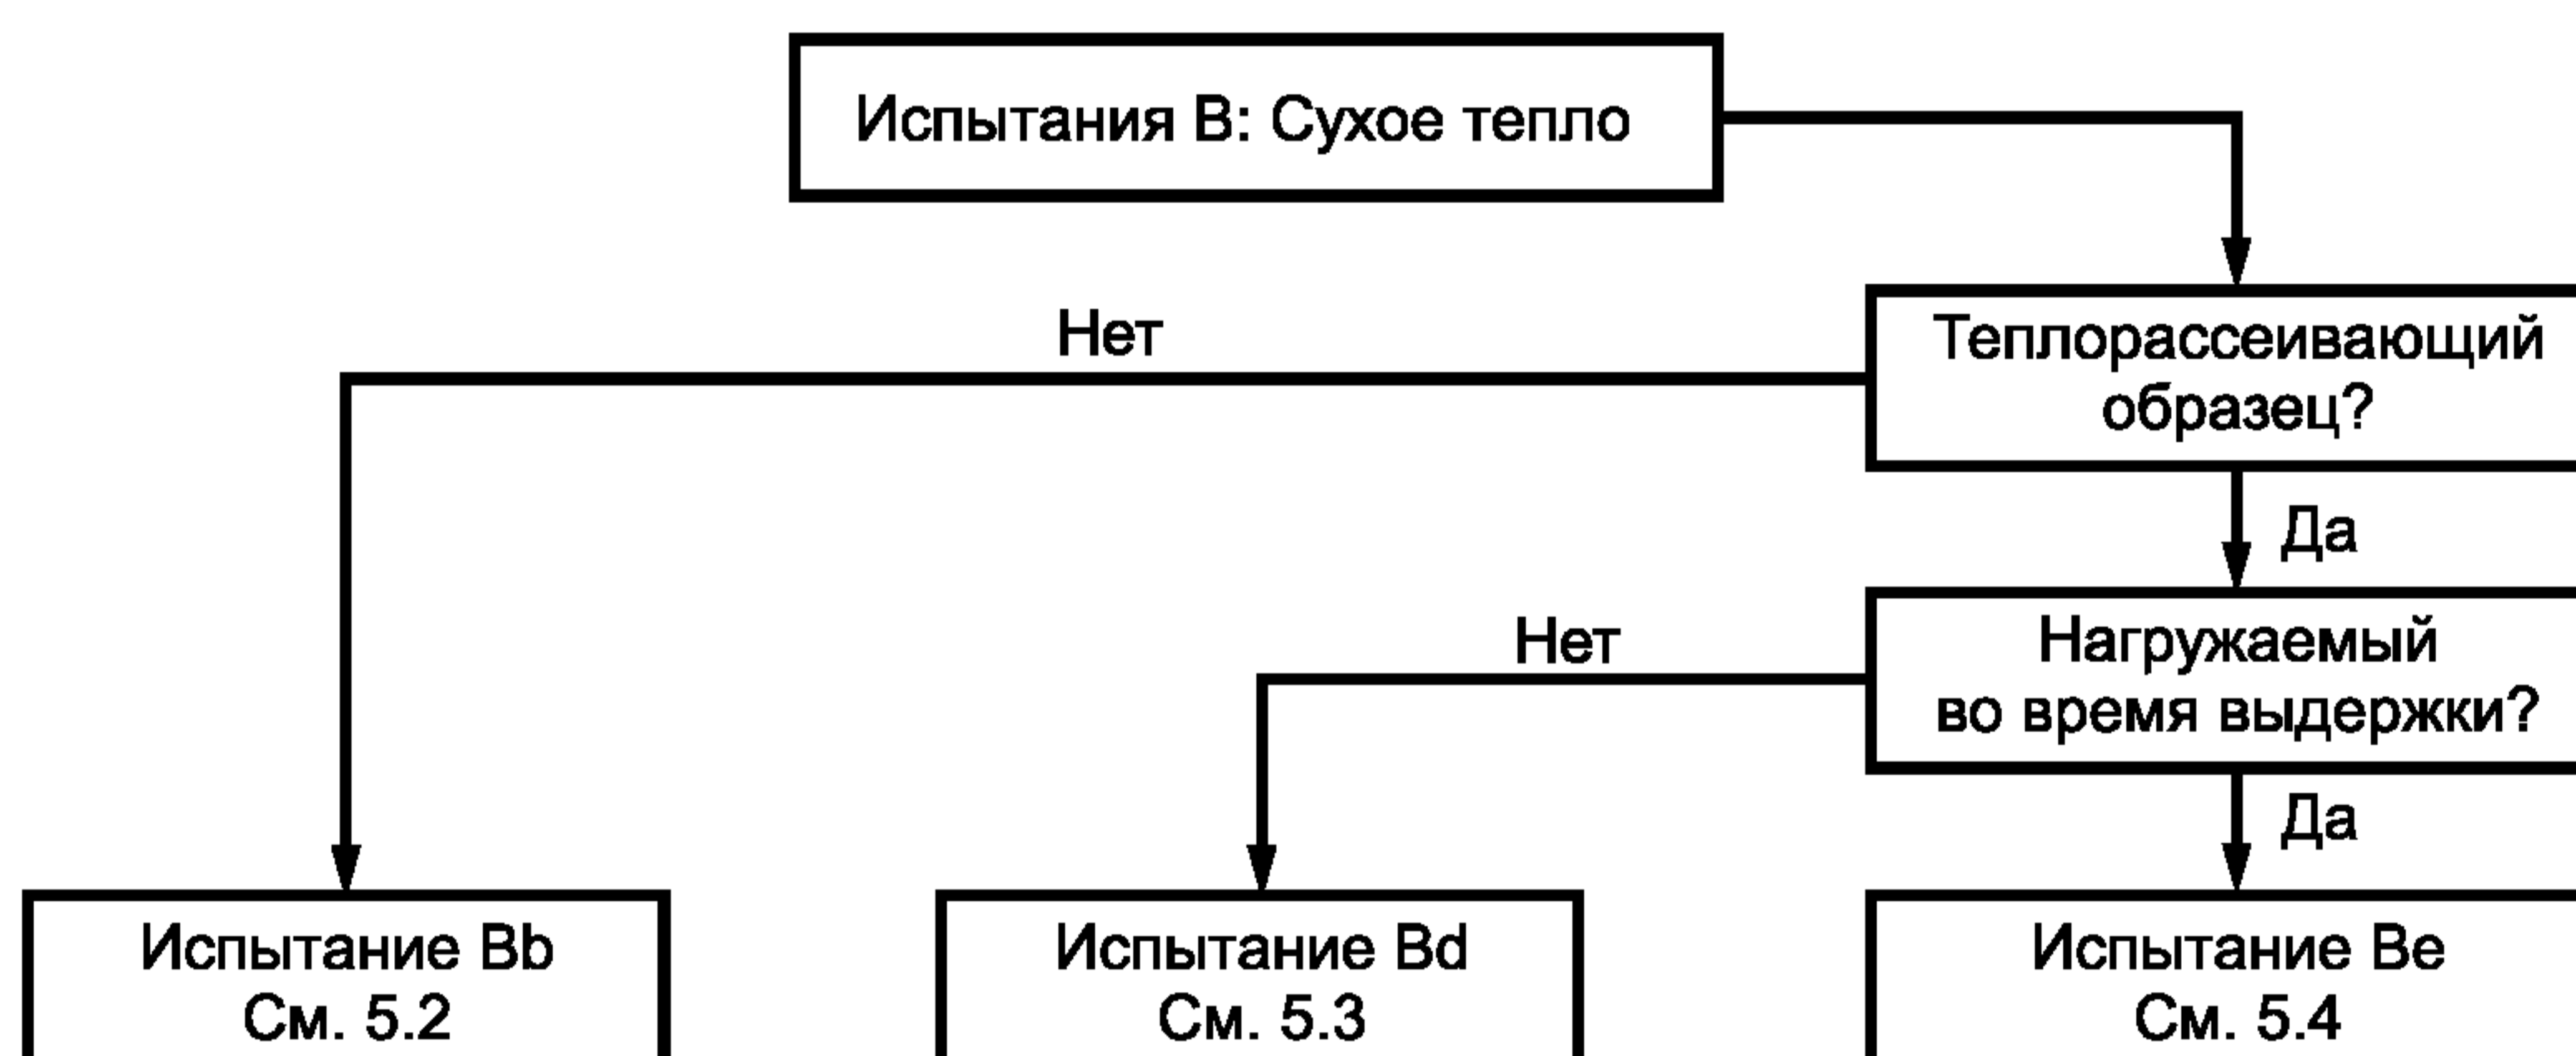 Испытания В: Сухое тепло
Нет
Теплорассеивающий
образец?
Да
Нет
Нагружаемый
во время выдержки?
Да
Испытание Bb
См. 5.2
Испытание Bd
См. 5.3
Испытание Be
См. 5.4